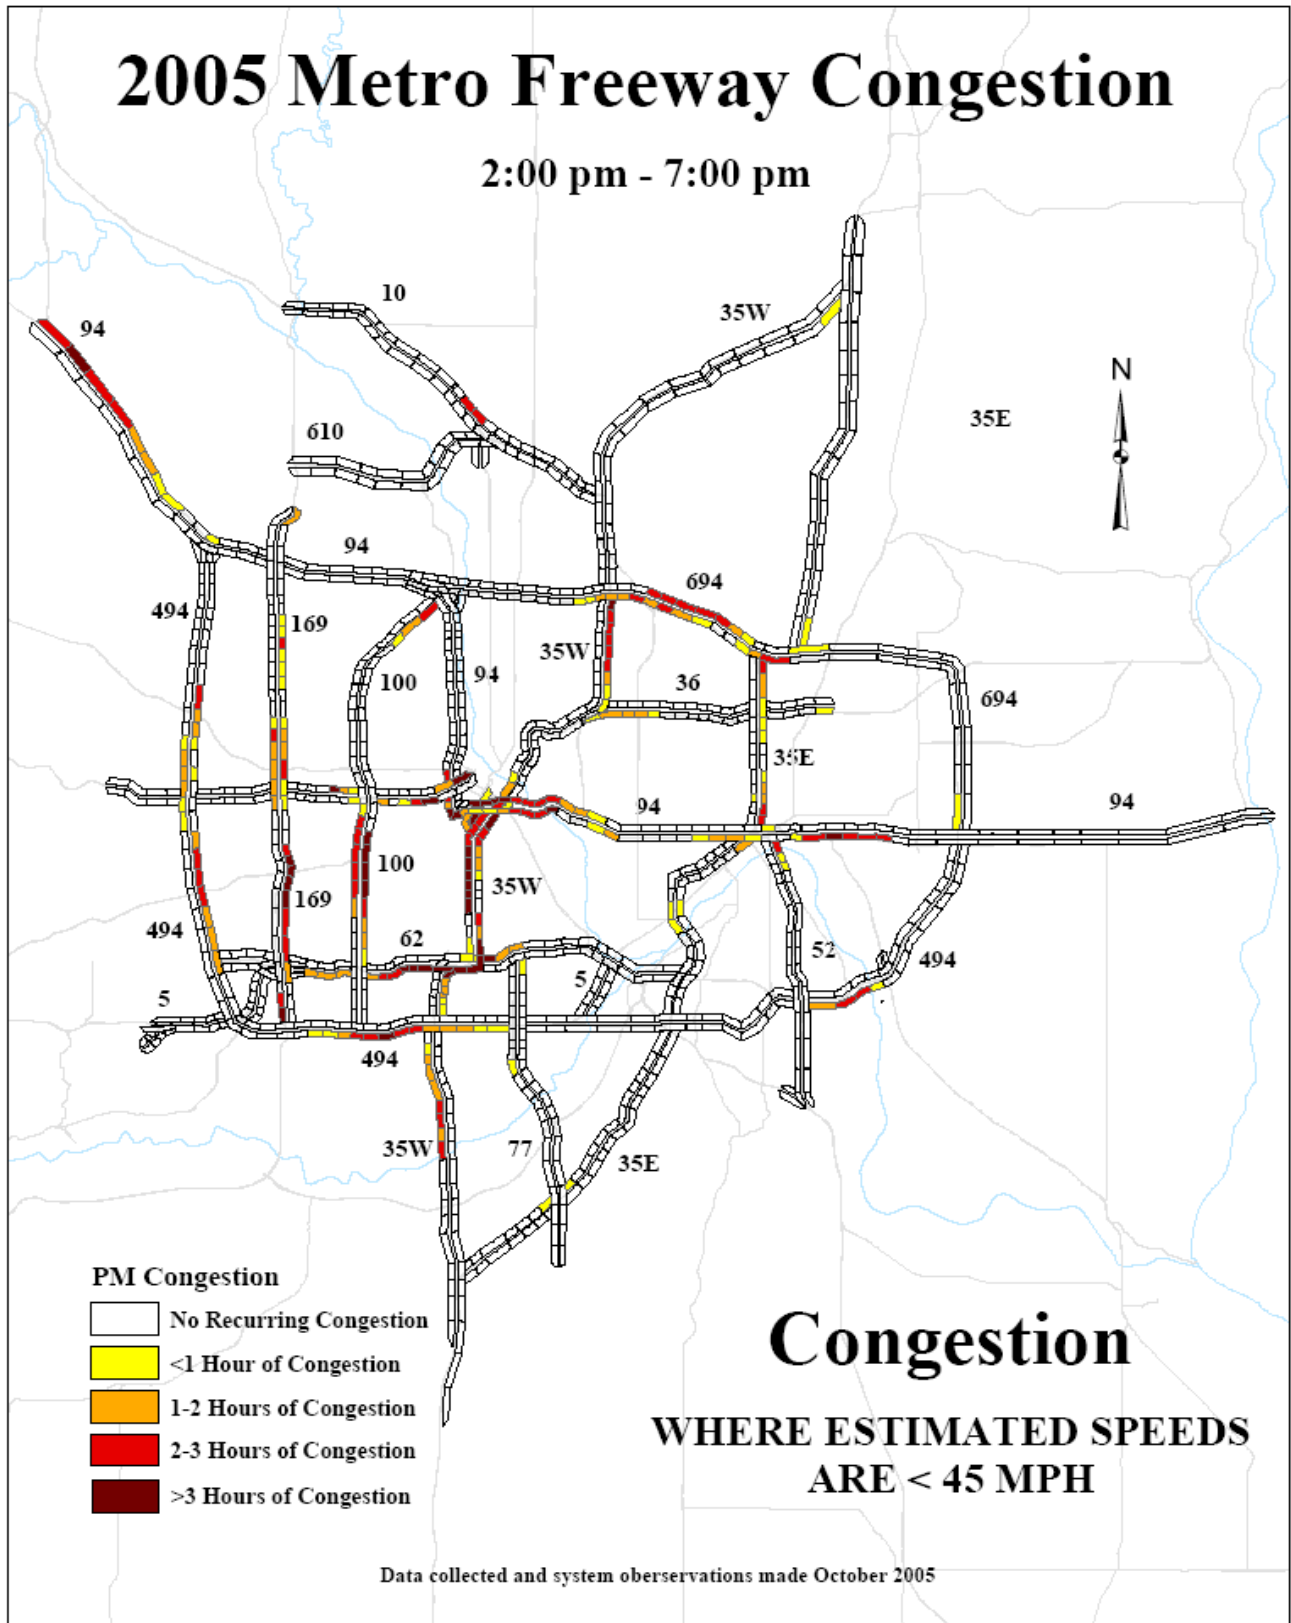 2005 Metro Freeway Congestion
2:00 pm - 7:00 pm
10
35W
94
N
35E
610
94
694
494
169
35W
94
100
36
694
35E
94
94
100
35W
169
494
62
52
494
5
5
494
35W
77
35E
PM Congestion
No Recurring Congestion
<1 Hour of Congestion
1-2 Hours of Congestion
2-3 Hours of Congestion
>3 Hours of Congestion
Congestion
WHERE ESTIMATED SPEEDS
ARE < 45 MPH
Data collected and system oberservations made October 2005